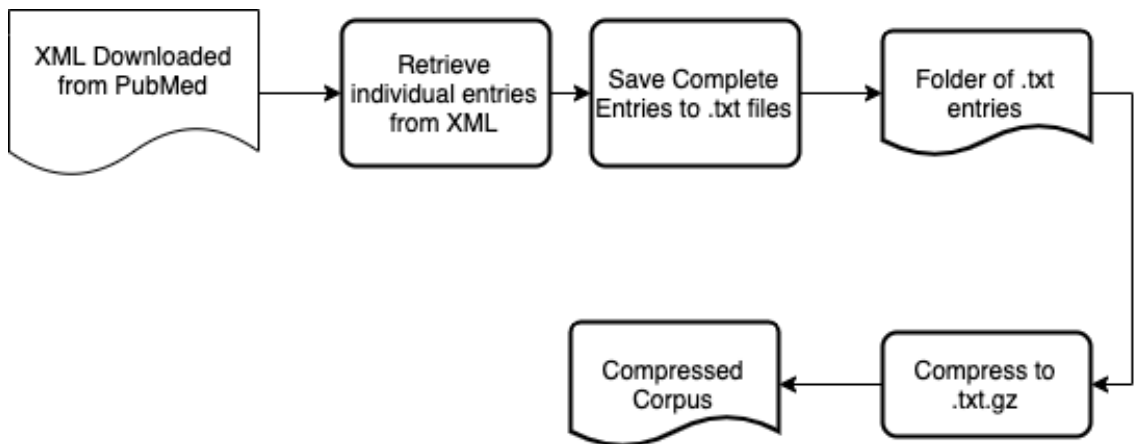 XML Downloaded
from PubMed
Retrieve
individual entries
from XML
Save Complete
Entries to .txt files
Folder of .txt
entries
Compress to
.txt.gz
Compressed
Corpus